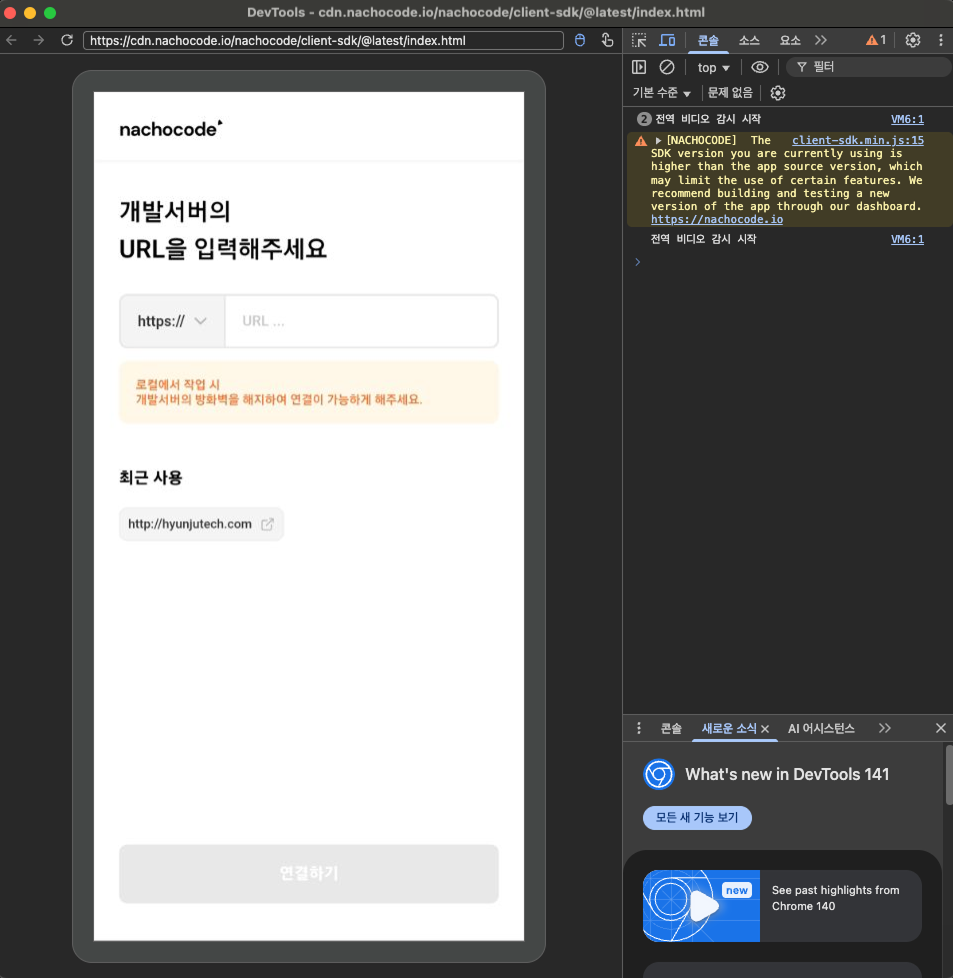 DevTools - cdn.nachocode.io/nachocode/client-sdk/@latest/index.html
https://cdn.nachocode.io/nachocode/client-sdk/@latest/index.html
nachocode
개발서버의
URL을 입력해주세요
https://
URL ...
로컬에서 작업 시
개발서버의 방화벽을 해지하여 연결이 가능하게 해주세요.
최근 사용
http://hyunjutech.com
연결하기
콘솔 소스 요소 1
top 필터
기본 수준 문제 없음
2 전역 비디오 감시 시작 VM6:1
[NACHOCODE] The client-sdk.min.js:15
SDK version you are currently using is
higher than the app source version, which
may limit the use of certain features. We
recommend building and testing a new
version of the app through our dashboard.
https://nachocode.io
전역 비디오 감시 시작 VM6:1
콘솔 새로운 소식 AI 어시스턴스
What's new in DevTools 141
모든 새 기능 보기
new
See past highlights from
Chrome 140